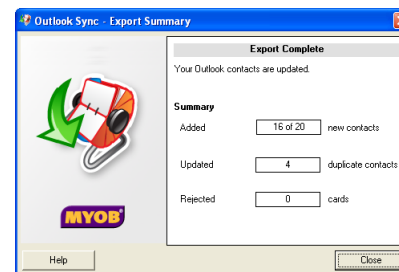 Outlook Sync - Export Summary
Export Complete
Your Outlook contacts are updated.
Summary
Added 16 of 20 new contacts
Updated 4 duplicate contacts
Rejected 0 cards
MYOB
Help Close